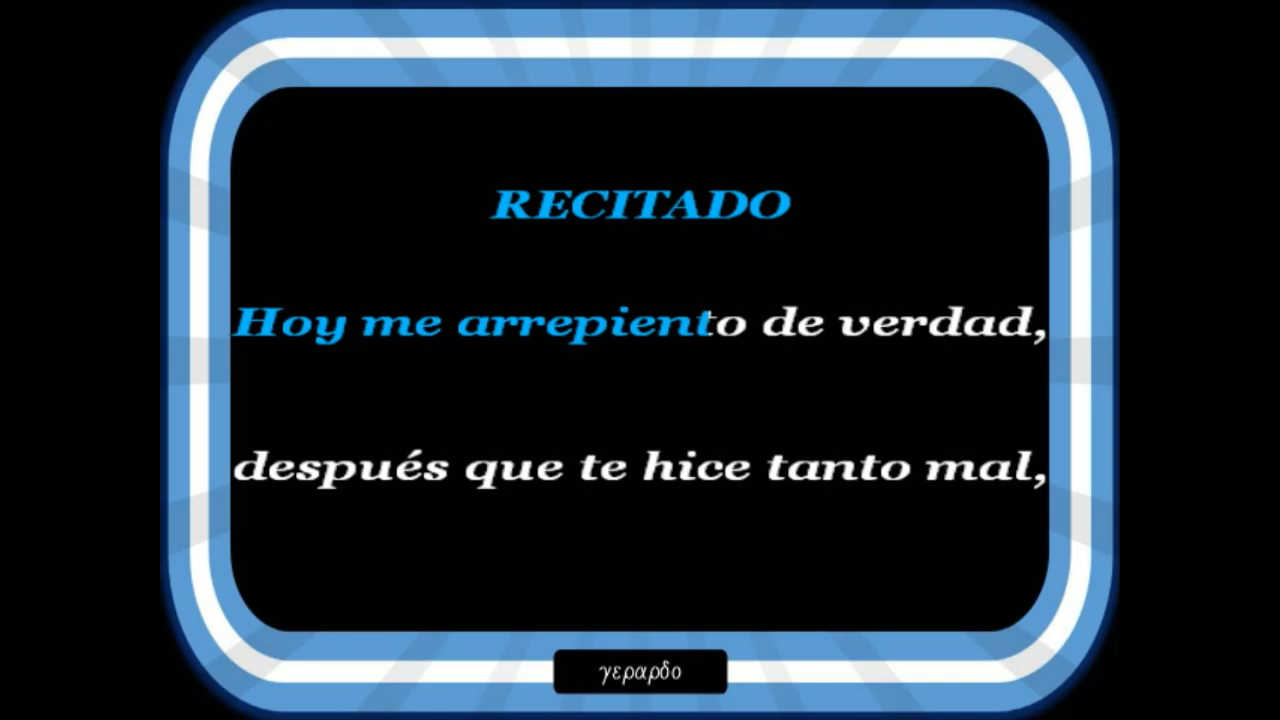 RECITADO
Hoy me arrepiento de verdad,
después que te hice tanto mal,
γεραρδο